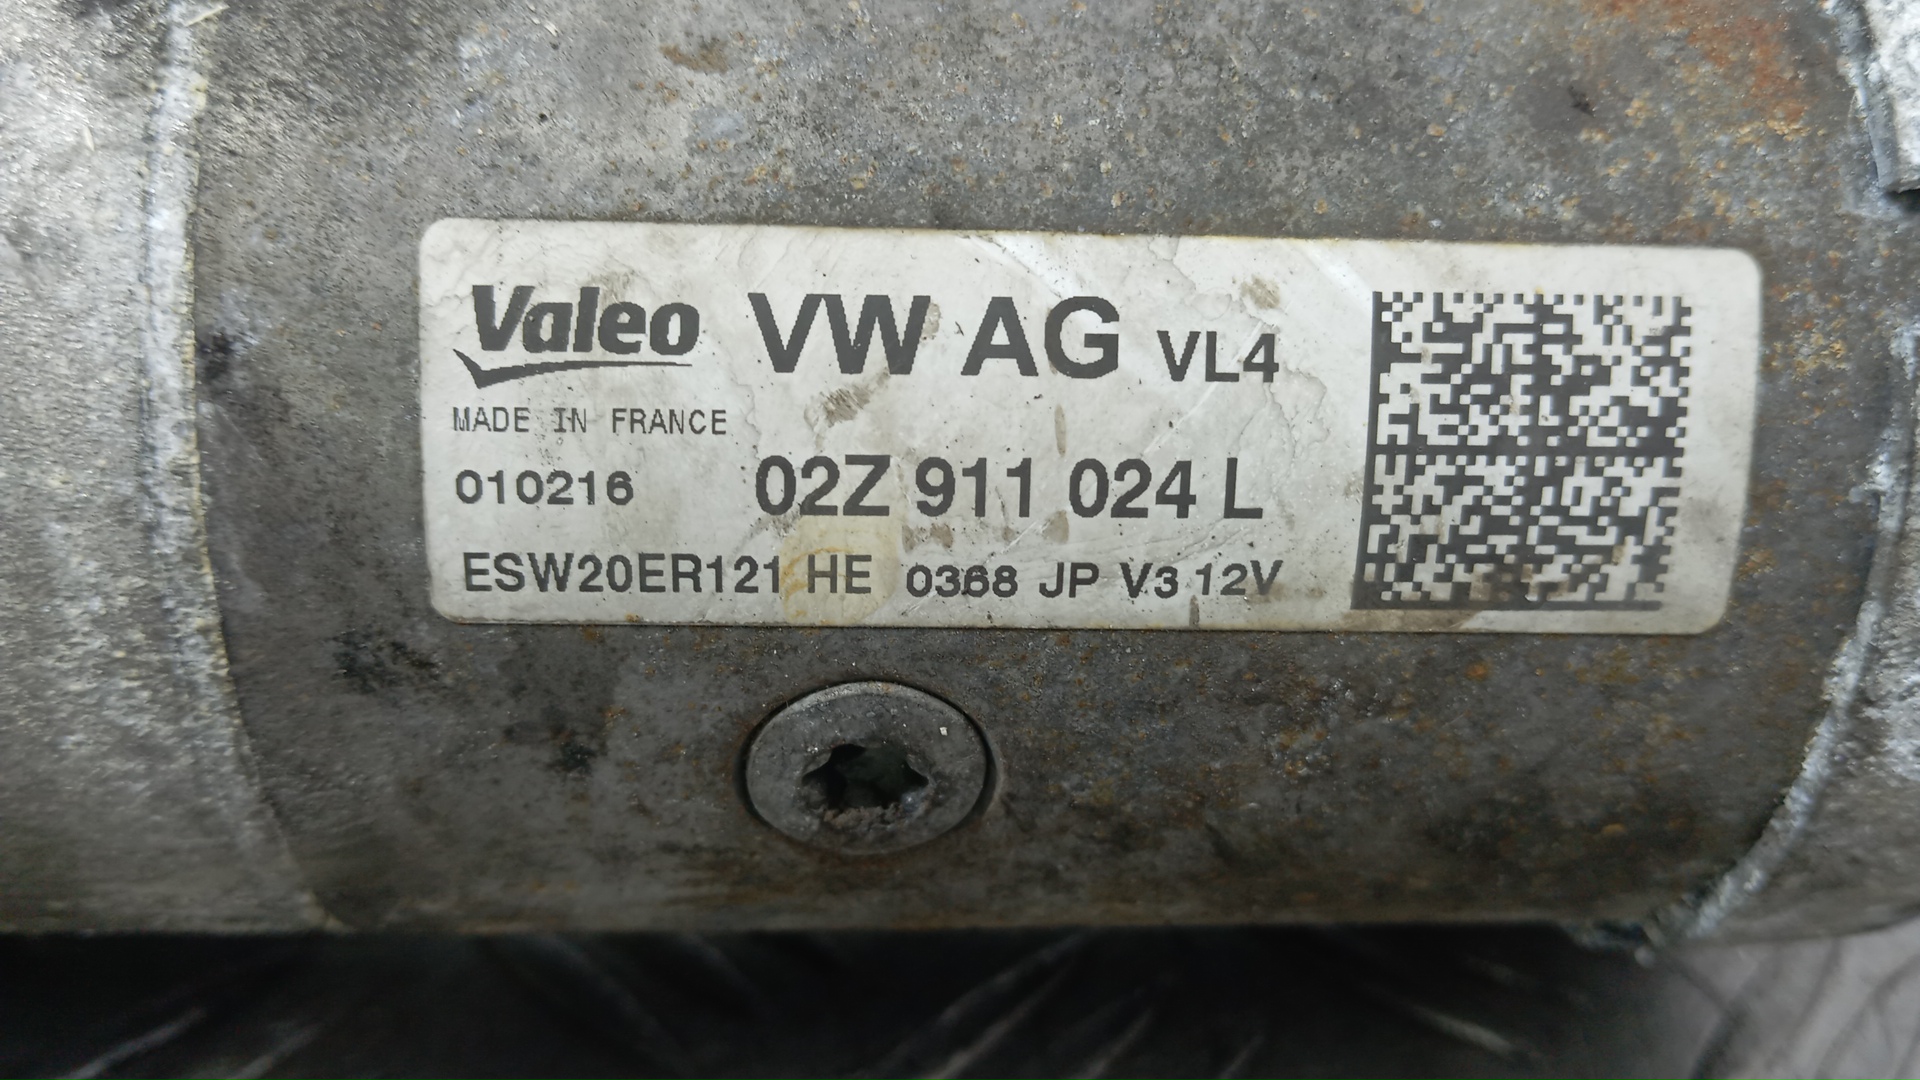 Valeo VW AG VL4
MADE IN FRANCE
010216 02Z 911 024 L
ESW20ER121 HE 0368 JP V3 12V